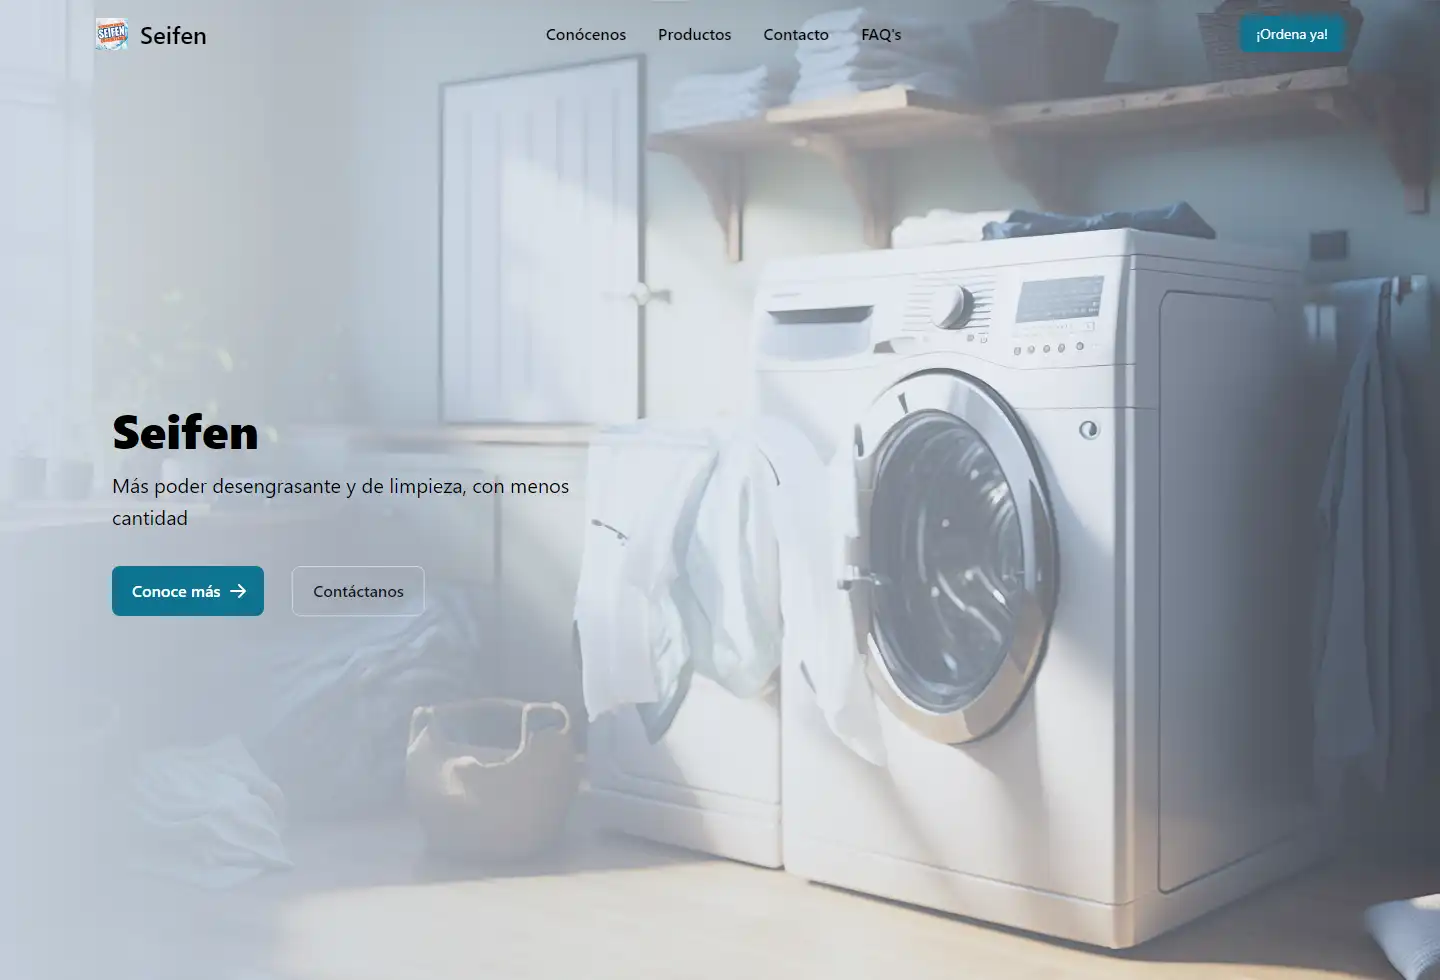 SEIFEN
Seifen
Conócenos
Productos
Contacto
FAQ's
¡Ordena ya!
Seifen
Más poder desengrasante y de limpieza, con menos
cantidad
Conoce más
Contáctanos